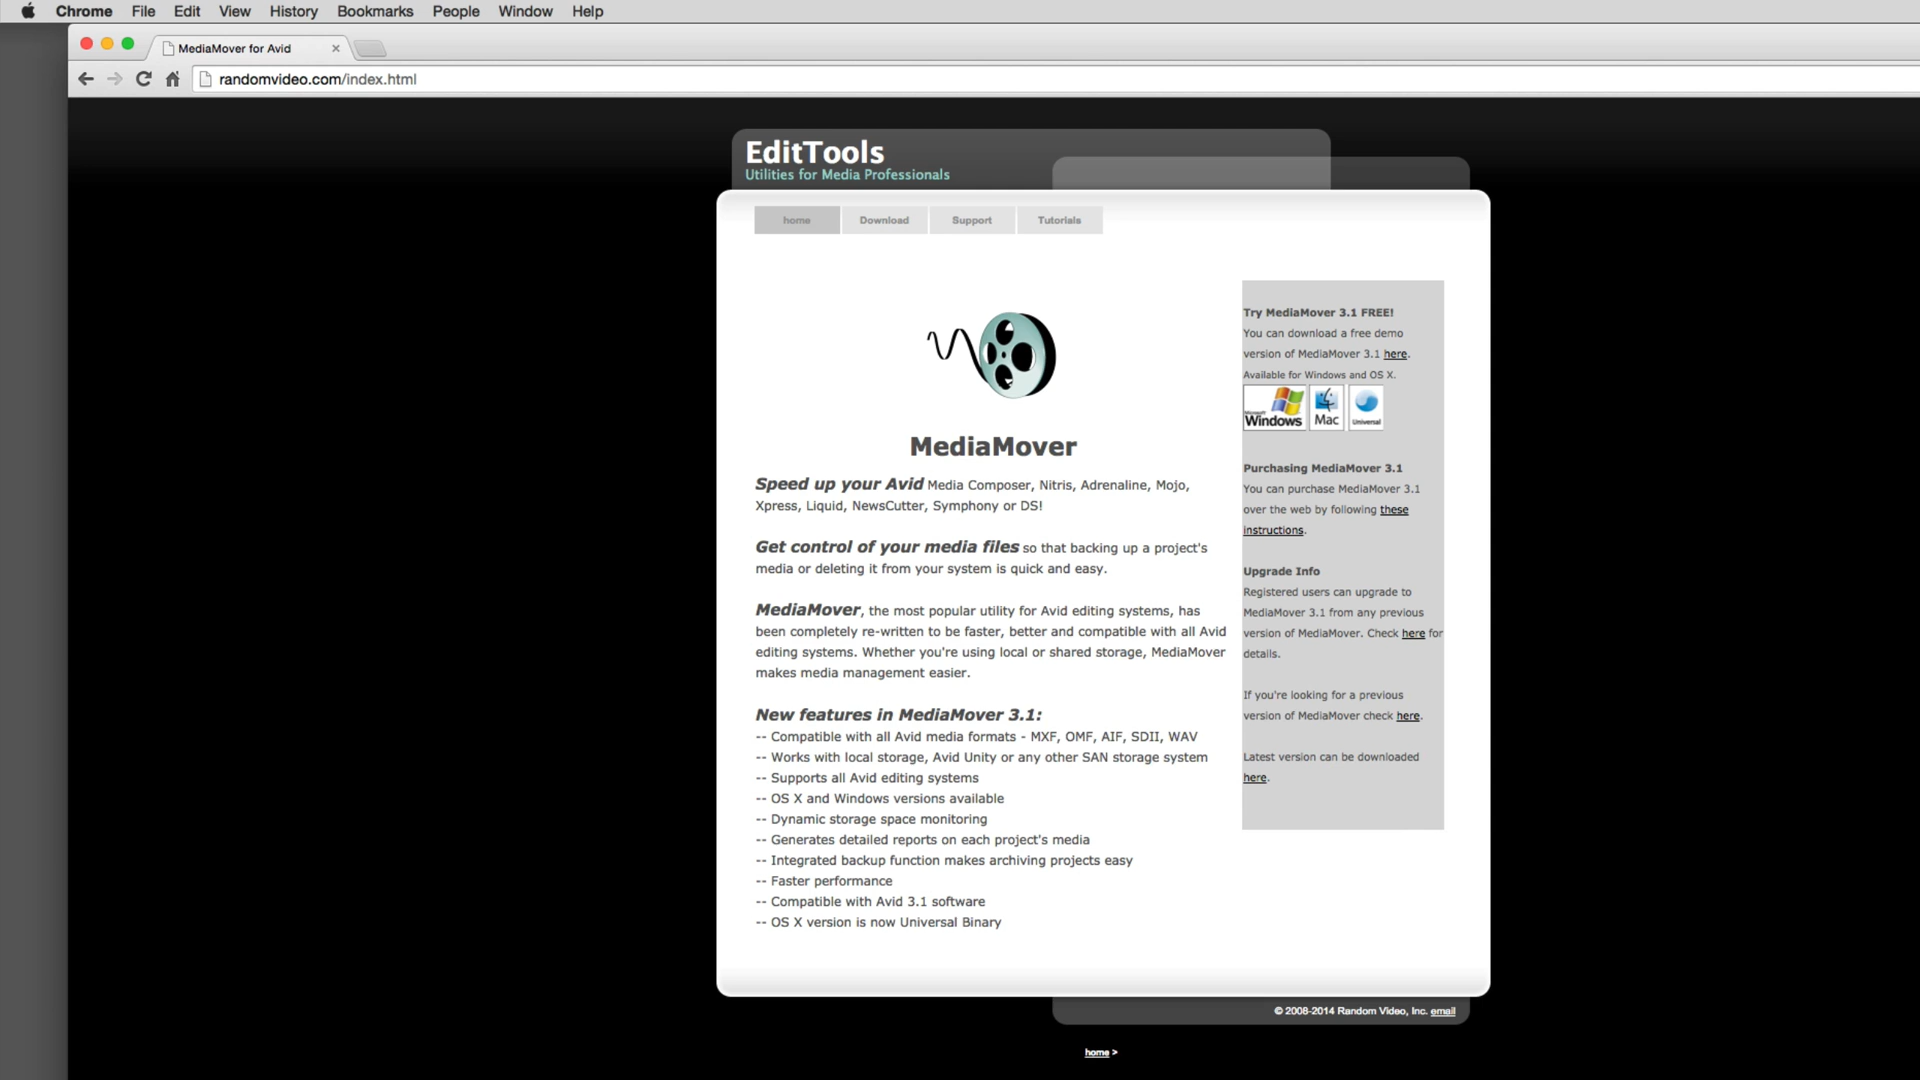 Chrome File Edit View History Bookmarks People Window Help
MediaMover for Avid
randomvideo.com/index.html
EditTools
Utilities for Media Professionals
home Download Support Tutorials
MediaMover
Speed up your Avid Media Composer, Nitris, Adrenaline, Mojo,
Xpress, Liquid, NewsCutter, Symphony or DS!
Get control of your media files so that backing up a project's
media or deleting it from your system is quick and easy.
MediaMover, the most popular utility for Avid editing systems, has
been completely re-written to be faster, better and compatible with all Avid
editing systems. Whether you're using local or shared storage, MediaMover
makes media management easier.
New features in MediaMover 3.1:
-- Compatible with all Avid media formats - MXF, OMF, AIF, SDII, WAV
-- Works with local storage, Avid Unity or any other SAN storage system
-- Supports all Avid editing systems
-- OS X and Windows versions available
-- Dynamic storage space monitoring
-- Generates detailed reports on each project's media
-- Integrated backup function makes archiving projects easy
-- Faster performance
-- Compatible with Avid 3.1 software
-- OS X version is now Universal Binary
Try MediaMover 3.1 FREE!
You can download a free demo
version of MediaMover 3.1 here.
Available for Windows and OS X.
Microsoft
Windows Mac Universal
Purchasing MediaMover 3.1
You can purchase MediaMover 3.1
over the web by following these
instructions.
Upgrade Info
Registered users can upgrade to
MediaMover 3.1 from any previous
version of MediaMover. Check here for
details.
If you're looking for a previous
version of MediaMover check here.
Latest version can be downloaded
here.
© 2008-2014 Random Video, Inc. email
home >